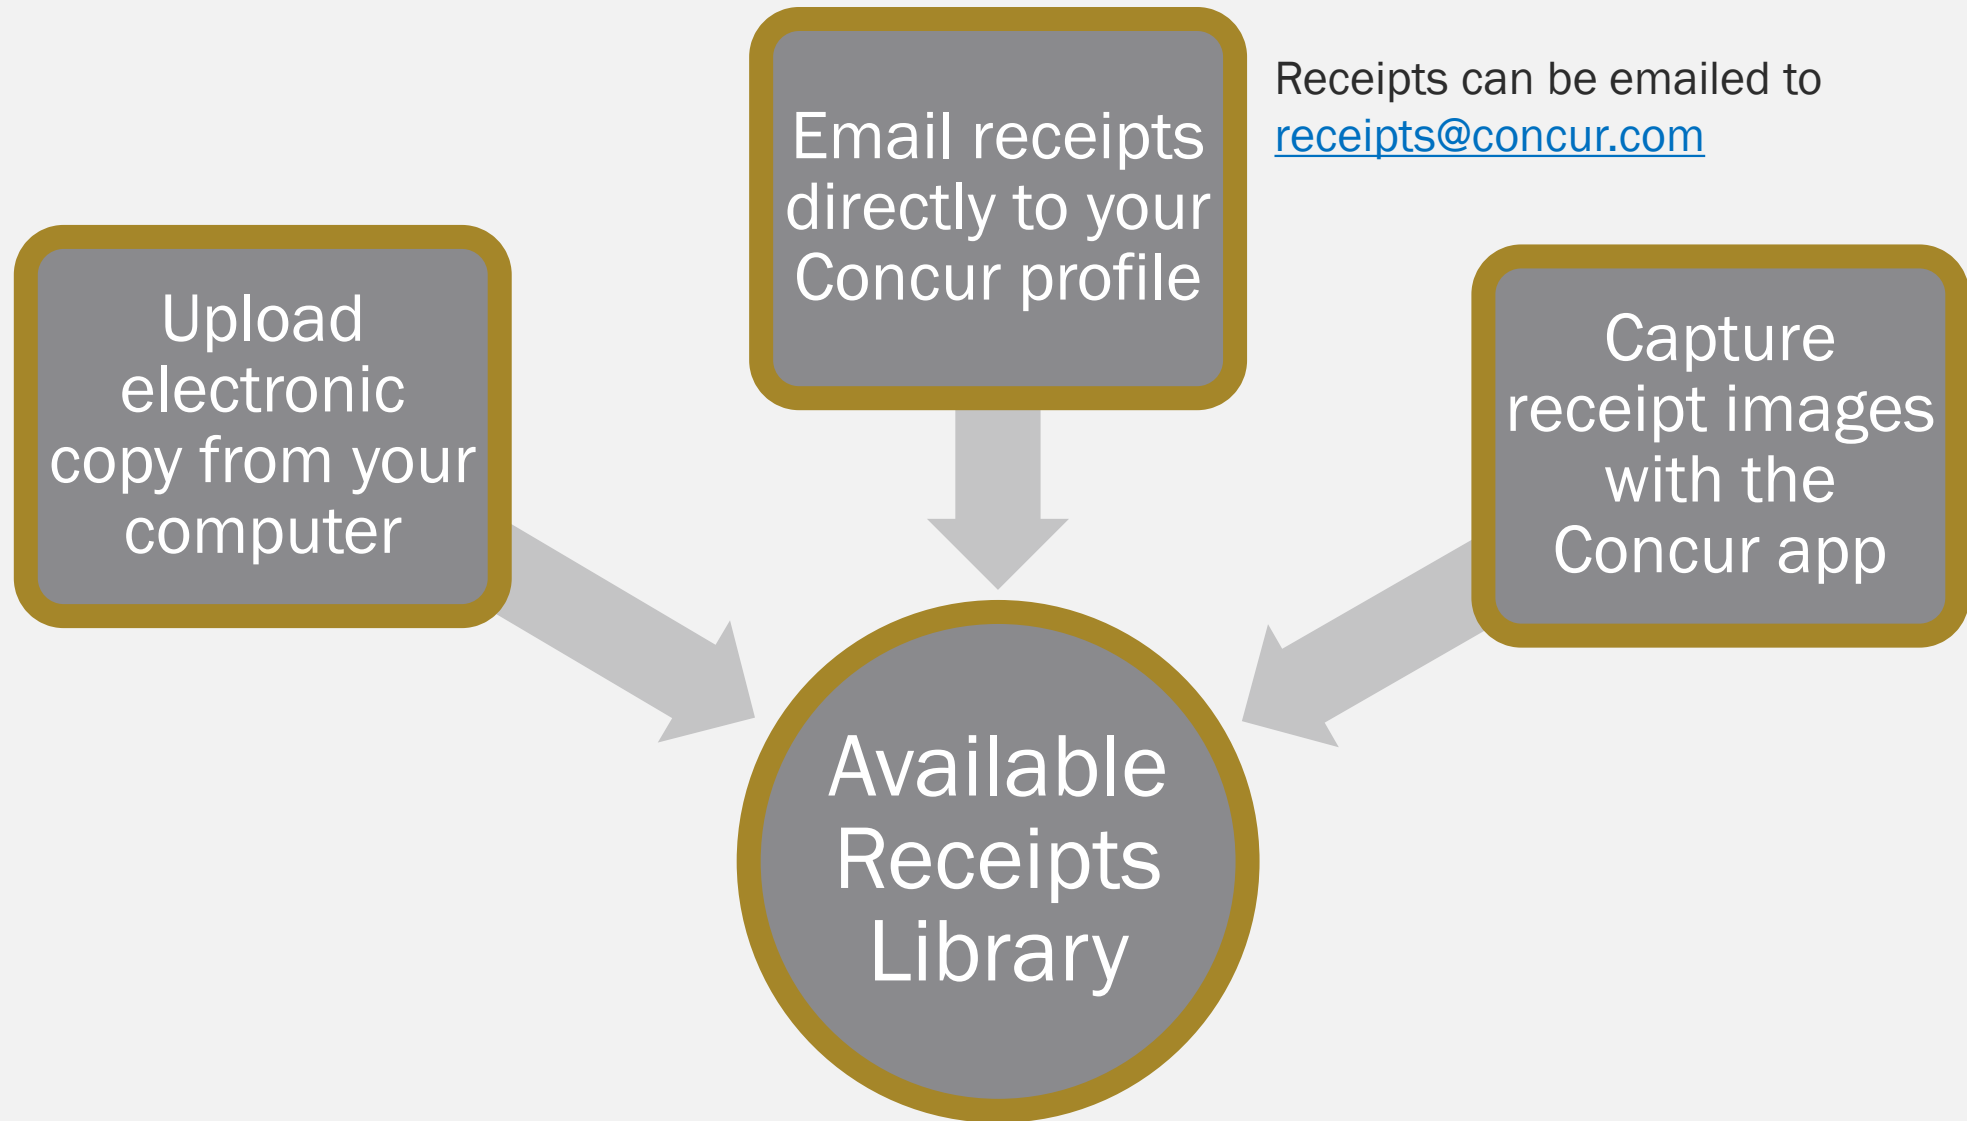 Email receipts
directly to your
Concur profile
Receipts can be emailed to
receipts@concur.com
Upload
electronic
copy from your
computer
Capture
receipt images
with the
Concur app
Available
Receipts
Library